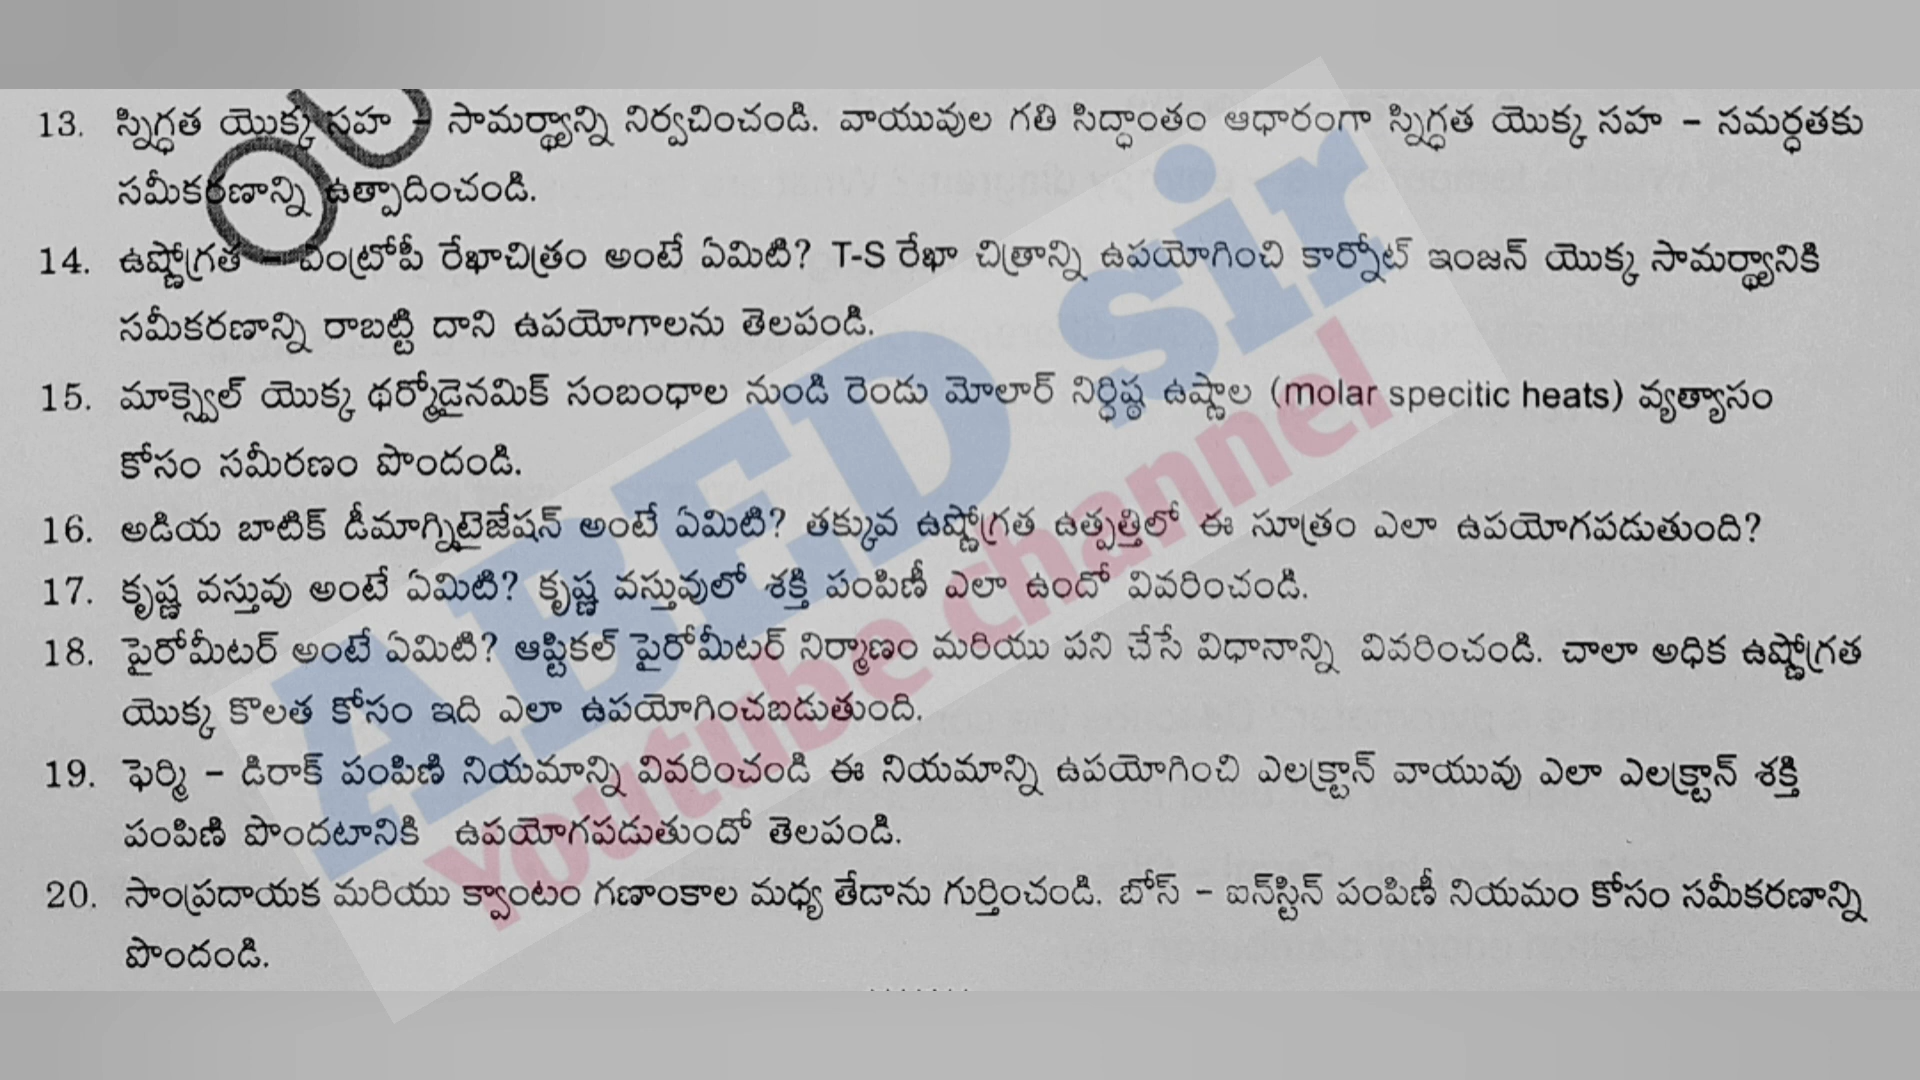 13. స్నిగ్ధత యొక్క సహ – సామర్థ్యాన్ని నిర్వచించండి. వాయువుల గతి సిద్ధాంతం ఆధారంగా స్నిగ్ధత యొక్క సహ – సమర్ధతకు
సమీకరణాన్ని ఉత్పాదించండి.
14. ఉష్ణోగ్రత – ఎంట్రోపీ రేఖాచిత్రం అంటే ఏమిటి? T-S రేఖా చిత్రాన్ని ఉపయోగించి కార్నోట్ ఇంజన్ యొక్క సామర్థ్యానికి
సమీకరణాన్ని రాబట్టి దాని ఉపయోగాలను తెలపండి.
15. మాక్స్వెల్ యొక్క థర్మోడైనమిక్ సంబంధాల నుండి రెండు మోలార్ నిర్ధిష్ఠ ఉష్ణాల (molar specitic heats) వ్యత్యాసం
కోసం సమీరణం పొందండి.
16. అడియ బాటిక్ డీమాగ్నిటైజేషన్ అంటే ఏమిటి? తక్కువ ఉష్ణోగ్రత ఉత్పత్తిలో ఈ సూత్రం ఎలా ఉపయోగపడుతుంది?
17. కృష్ణ వస్తువు అంటే ఏమిటి? కృష్ణ వస్తువులో శక్తి పంపిణీ ఎలా ఉందో వివరించండి.
18. పైరోమీటర్ అంటే ఏమిటి? ఆప్టికల్ పైరోమీటర్ నిర్మాణం మరియు పని చేసే విధానాన్ని వివరించండి. చాలా అధిక ఉష్ణోగ్రత
యొక్క కొలత కోసం ఇది ఎలా ఉపయోగించబడుతుంది.
19. ఫెర్మి – డిరాక్ పంపిణి నియమాన్ని వివరించండి ఈ నియమాన్ని ఉపయోగించి ఎలక్ట్రాన్ వాయువు ఎలా ఎలక్ట్రాన్ శక్తి
పంపిణి పొందటానికి ఉపయోగపడుతుందో తెలపండి.
20. సాంప్రదాయక మరియు క్వాంటం గణాంకాల మధ్య తేడాను గుర్తించండి. బోస్ – ఐన్‌స్టిన్ పంపిణీ నియమం కోసం సమీకరణాన్ని
పొందండి.
ABED sir
Youtube channel